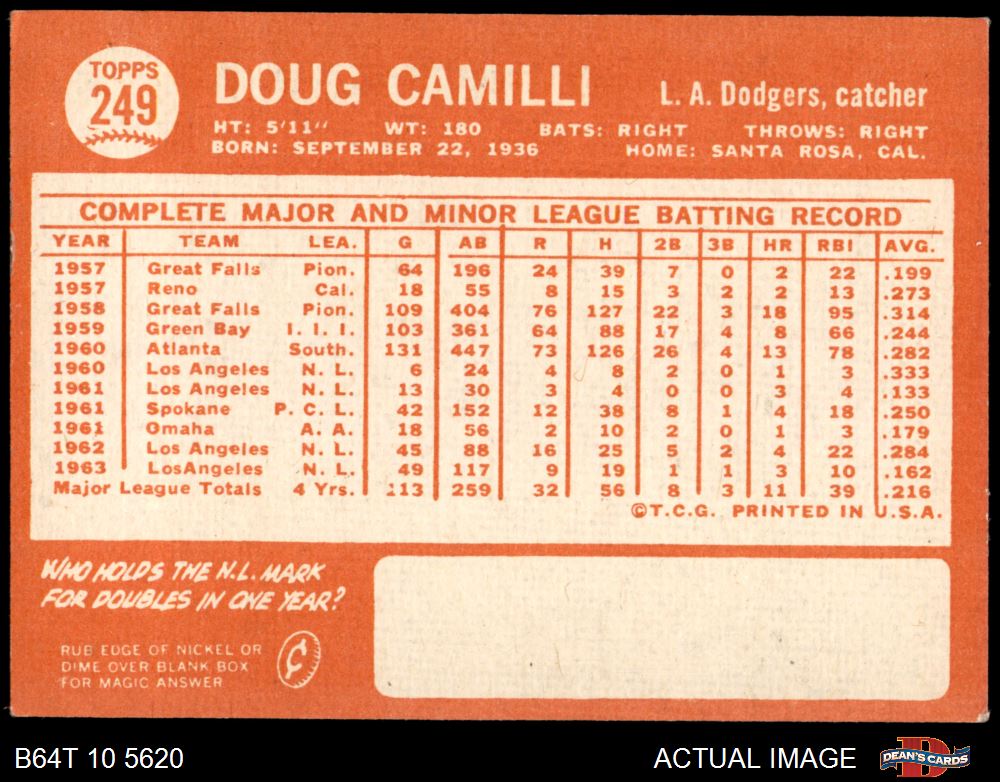 TOPPS
249
DOUG CAMILLI
L. A. Dodgers, catcher
HT: 5'11" WT: 180 BATS: RIGHT THROWS: RIGHT
BORN: SEPTEMBER 22, 1936 HOME: SANTA ROSA, CAL.
COMPLETE MAJOR AND MINOR LEAGUE BATTING RECORD
YEAR TEAM LEA. G AB R H 2B 3B HR RBI AVG.
1957 Great Falls Pion. 64 196 24 39 7 0 2 22 .199
1957 Reno Cal. 18 55 8 15 3 2 2 13 .273
1958 Great Falls Pion. 109 404 76 127 22 3 18 95 .314
1959 Green Bay I. I. I. 103 361 64 88 17 4 8 66 .244
1960 Atlanta South. 131 447 73 126 26 4 13 78 .282
1960 Los Angeles N. L. 6 24 4 8 2 0 1 3 .333
1961 Los Angeles N. L. 13 30 3 4 0 0 3 4 .133
1961 Spokane P. C. L. 42 152 12 38 8 1 4 18 .250
1961 Omaha A. A. 18 56 2 10 2 0 1 3 .179
1962 Los Angeles N. L. 45 88 16 25 5 2 4 22 .284
1963 LosAngeles N. L. 49 117 9 19 1 1 3 10 .162
Major League Totals 4 Yrs. 113 259 32 56 8 3 11 39 .216
©T.C.G. PRINTED IN U.S.A.
WHO HOLDS THE N.L. MARK
FOR DOUBLES IN ONE YEAR?
RUB EDGE OF NICKEL OR
DIME OVER BLANK BOX
FOR MAGIC ANSWER
¢
B64T 10 5620
ACTUAL IMAGE
D
DEAN'S CARDS